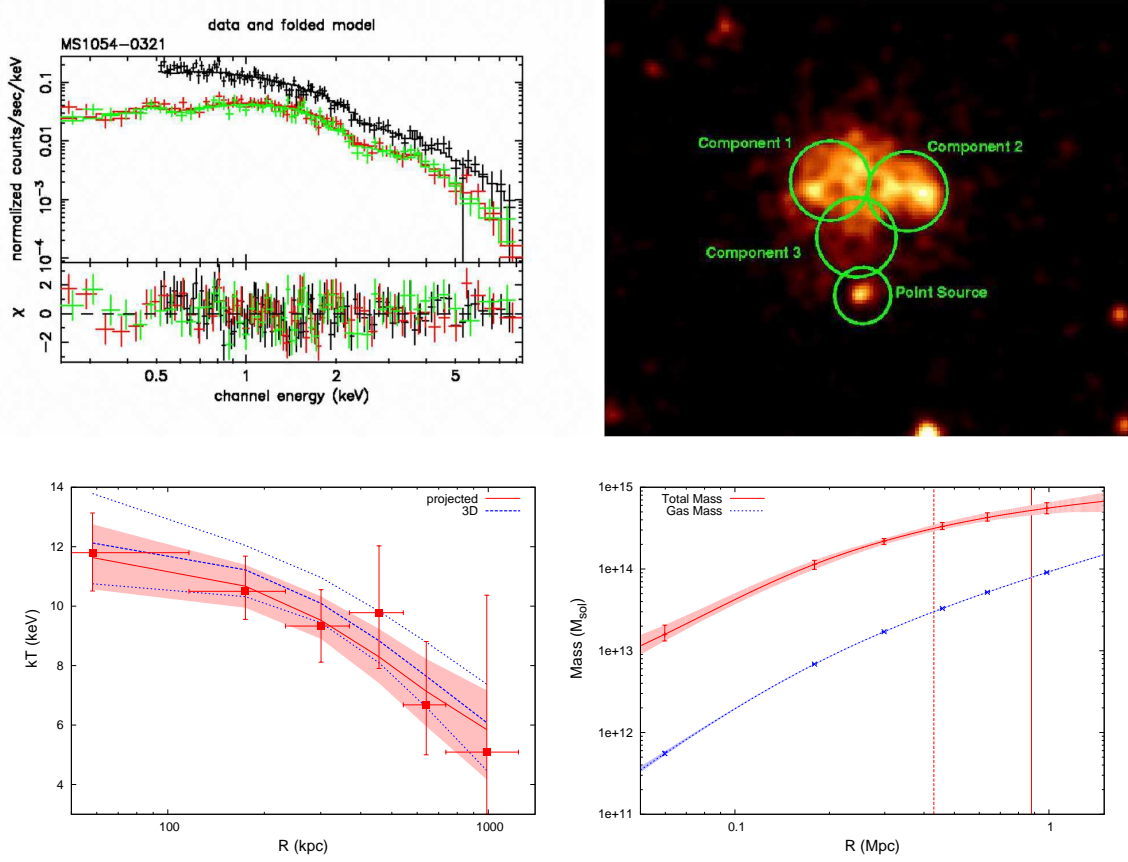 data and folded model
MS1054−0321
normalized counts/sec/keV
0.1
0.01
10−3
10−4
χ
2
0
−2
0.5 1 2 5
channel energy (keV)
Component 1
Component 2
Component 3
Point Source
kT (keV)
14
12
10
8
6
4
projected
3D
100 1000
R (kpc)
Mass (Msol)
1e+15
1e+14
1e+13
1e+12
1e+11
Total Mass
Gas Mass
0.1 1
R (Mpc)